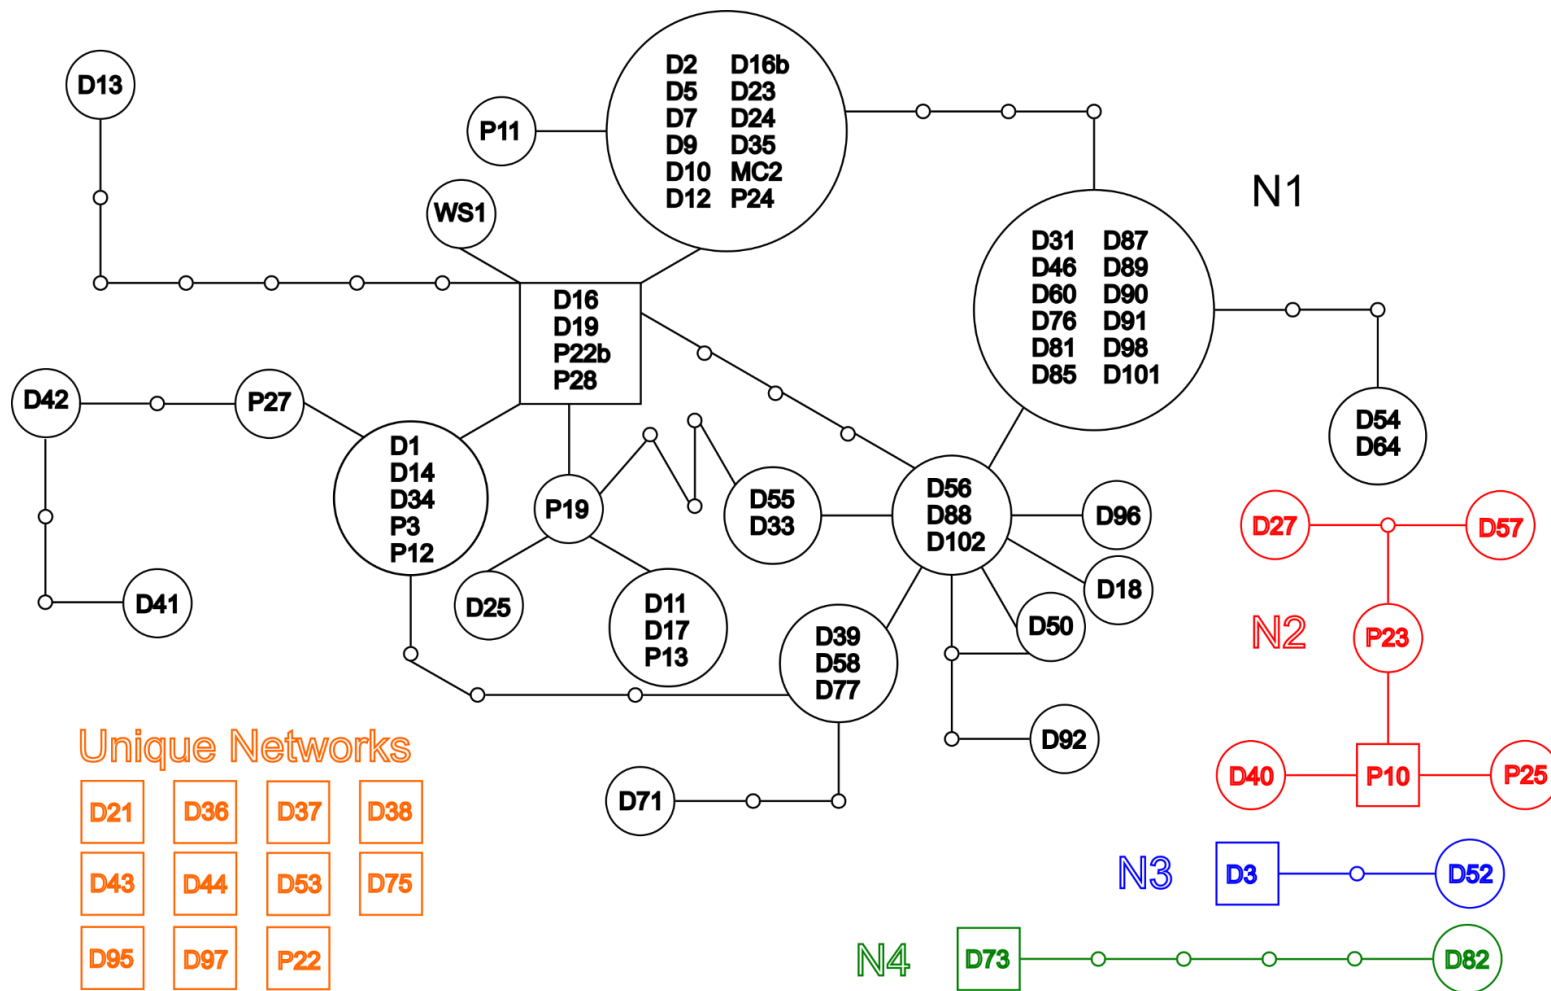 D13
P11
D2 D16b
D5 D23
D7 D24
D9 D35
D10 MC2
D12 P24
N1
WS1
D31 D87
D46 D89
D60 D90
D76 D91
D81 D98
D85 D101
D16
D19
P22b
P28
D42
P27
D54
D64
D1
D14
D34
P3
P12
P19
D55
D33
D56
D88
D102
D96
D18
D27
D57
D41
D25
D11
D17
P13
D50
D39
D58
D77
N2
P23
D92
D71
D40
P10
P25
Unique Networks
D21 D36 D37 D38
D43 D44 D53 D75
D95 D97 P22
N3
D3
D52
N4
D73
D82